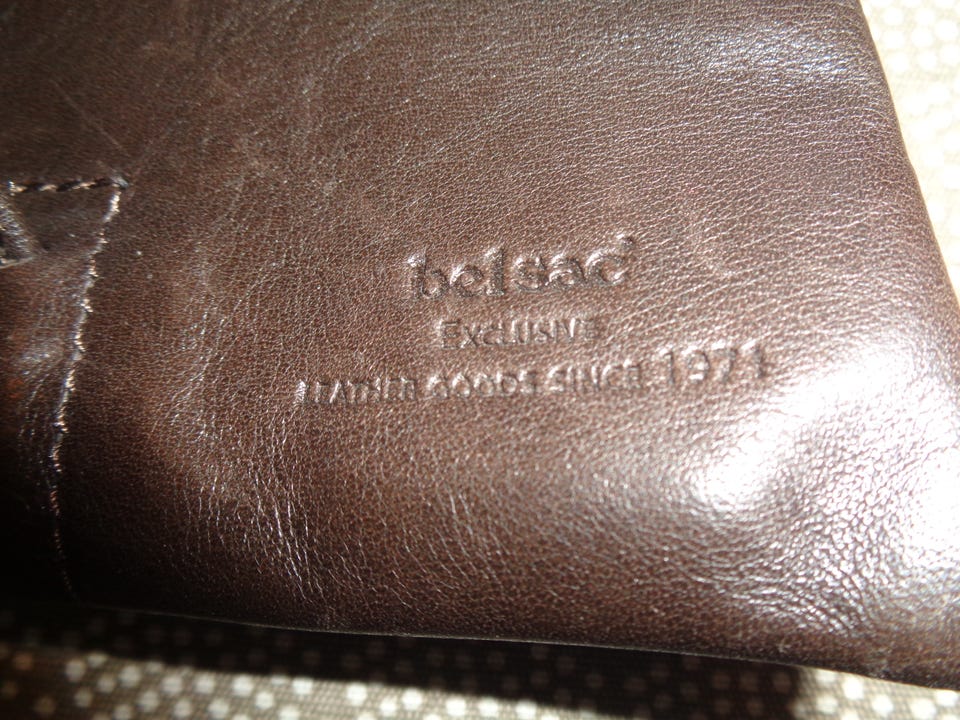 belsac®
EXCLUSIVE
LEATHER GOODS SINCE 1971